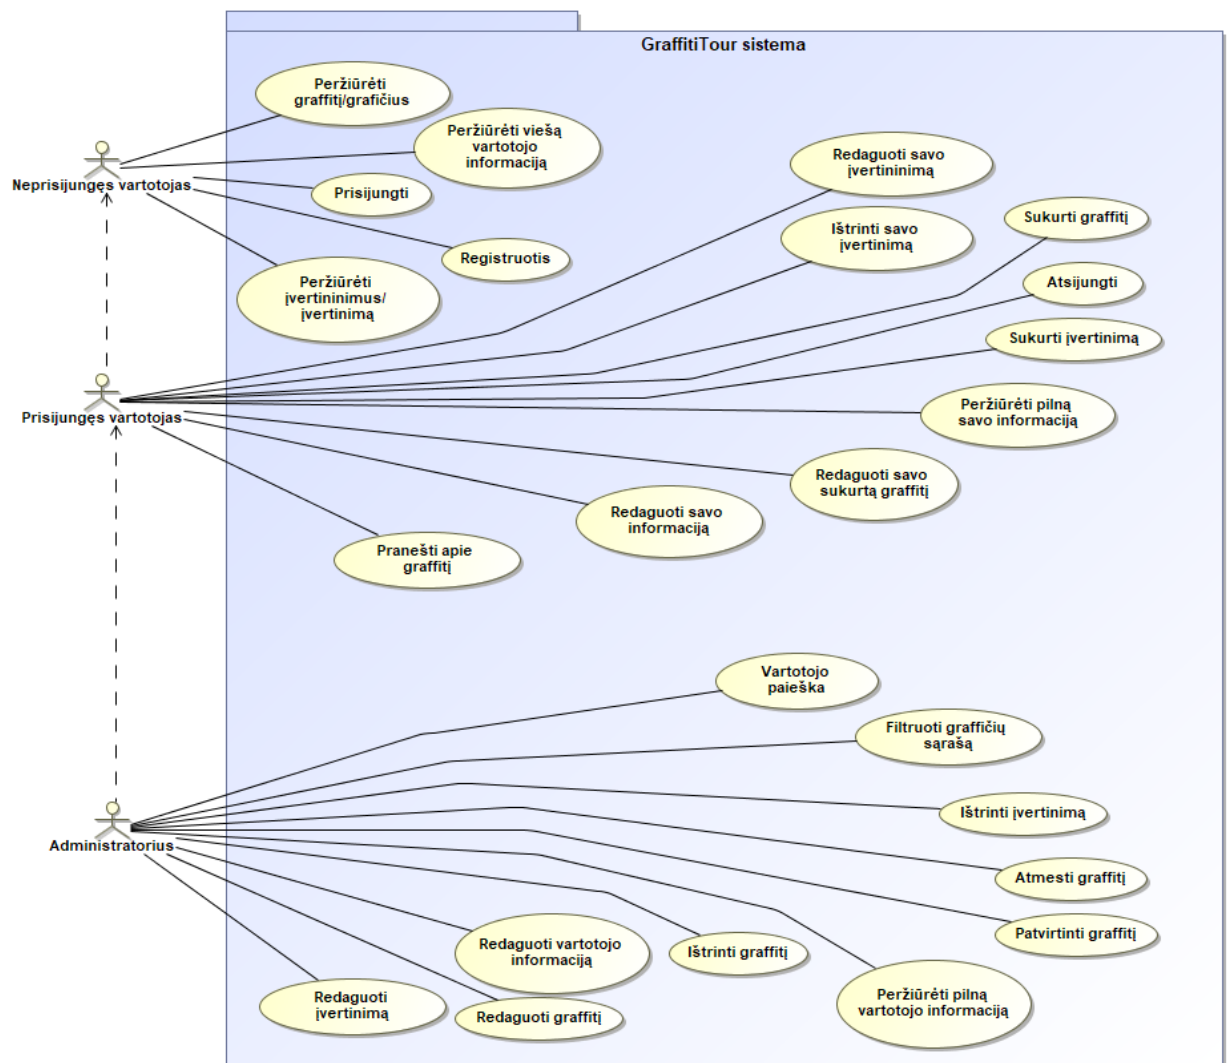 GraffitiTour sistema
Peržiūrėti
graffitį/grafičius
Peržiūrėti viešą
vartotojo
informaciją
Neprisijungęs vartotojas
Prisijungti
Registruotis
Peržiūrėti
įvertininimus/
įvertinimą
Redaguoti savo
įvertininimą
Ištrinti savo
įvertinimą
Sukurti graffitį
Atsijungti
Sukurti įvertinimą
Prisijungęs vartotojas
Peržiūrėti pilną
savo informaciją
Redaguoti savo
sukurtą graffitį
Redaguoti savo
informaciją
Pranešti apie
graffitį
Vartotojo
paieška
Filtruoti graffičių
sąrašą
Ištrinti įvertinimą
Administratorius
Atmesti graffitį
Patvirtinti graffitį
Redaguoti vartotojo
informaciją
Ištrinti graffitį
Peržiūrėti pilną
vartotojo informaciją
Redaguoti
įvertinimą
Redaguoti graffitį